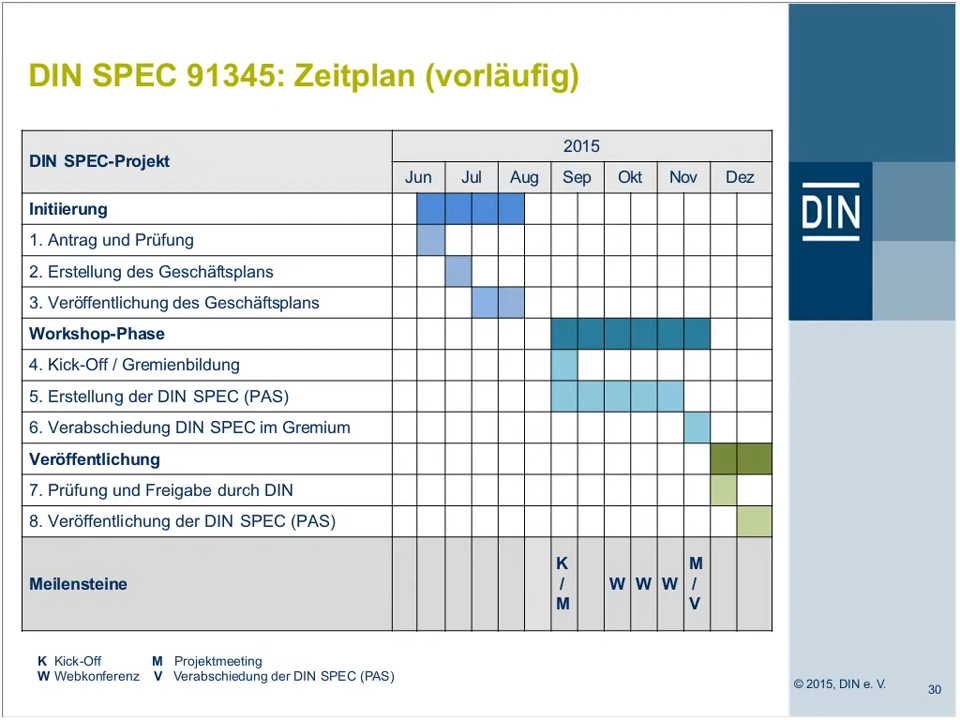 DIN SPEC 91345: Zeitplan (vorläufig)
DIN SPEC-Projekt
2015
Jun Jul Aug Sep Okt Nov Dez
Initiierung
1. Antrag und Prüfung
2. Erstellung des Geschäftsplans
3. Veröffentlichung des Geschäftsplans
Workshop-Phase
4. Kick-Off / Gremienbildung
5. Erstellung der DIN SPEC (PAS)
6. Verabschiedung DIN SPEC im Gremium
Veröffentlichung
7. Prüfung und Freigabe durch DIN
8. Veröffentlichung der DIN SPEC (PAS)
Meilensteine
K
/
M
W W W
M
/
V
K Kick-Off M Projektmeeting
W Webkonferenz V Verabschiedung der DIN SPEC (PAS)
DIN
© 2015, DIN e. V.
30